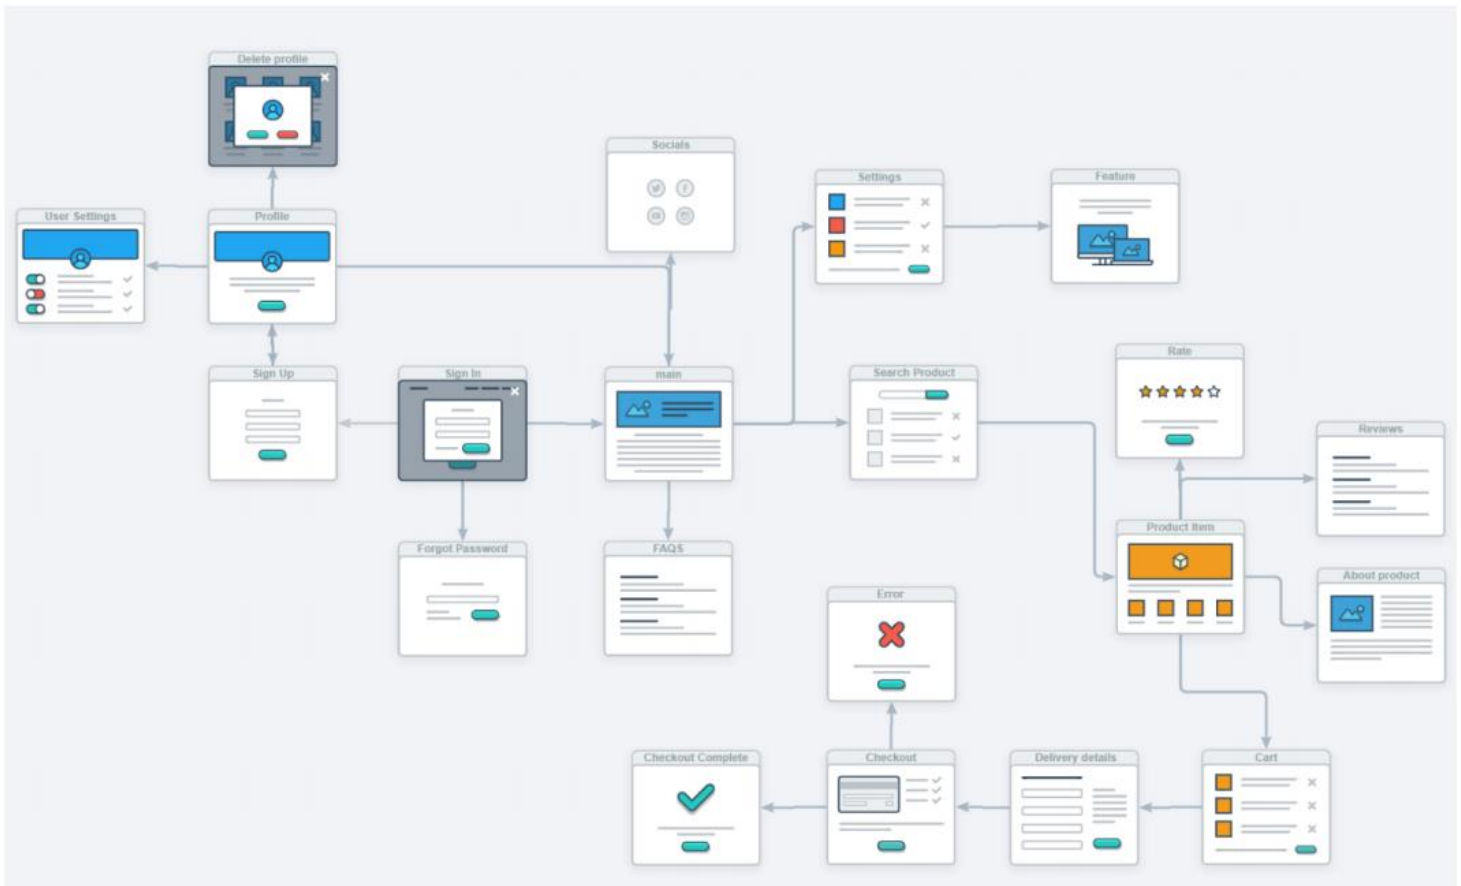 Delete profile
Socials
Settings
Feature
User Settings
Profile
Rate
Sign Up
Sign In
main
Search Product
Reviews
Product Item
Forgot Password
FAQS
About product
Error
Checkout Complete
Checkout
Delivery details
Cart